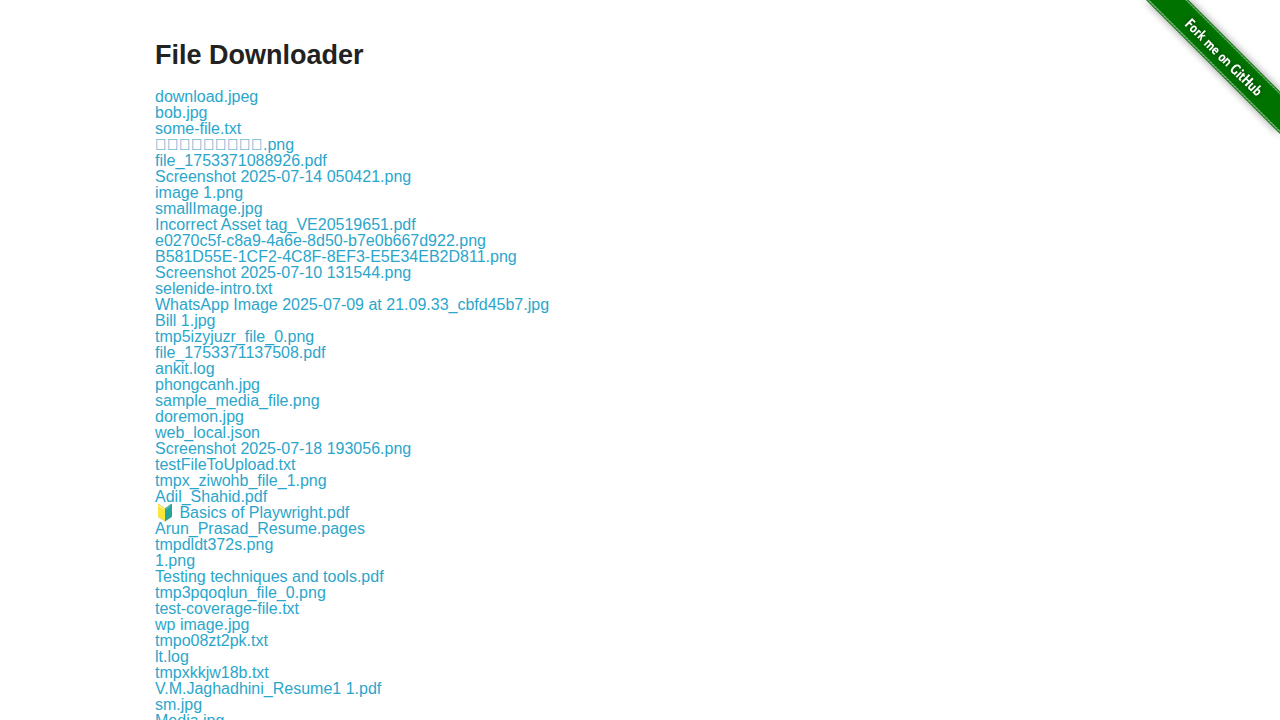 File Downloader
Fork me on GitHub
download.jpeg
bob.jpg
some-file.txt
.png
file_1753371088926.pdf
Screenshot 2025-07-14 050421.png
image 1.png
smallImage.jpg
Incorrect Asset tag_VE20519651.pdf
e0270c5f-c8a9-4a6e-8d50-b7e0b667d922.png
B581D55E-1CF2-4C8F-8EF3-E5E34EB2D811.png
Screenshot 2025-07-10 131544.png
selenide-intro.txt
WhatsApp Image 2025-07-09 at 21.09.33_cbfd45b7.jpg
Bill 1.jpg
tmp5izyjuzr_file_0.png
file_1753371137508.pdf
ankit.log
phongcanh.jpg
sample_media_file.png
doremon.jpg
web_local.json
Screenshot 2025-07-18 193056.png
testFileToUpload.txt
tmpx_ziwohb_file_1.png
Adil_Shahid.pdf
🔰 Basics of Playwright.pdf
Arun_Prasad_Resume.pages
tmpdldt372s.png
1.png
Testing techniques and tools.pdf
tmp3pqoqlun_file_0.png
test-coverage-file.txt
wp image.jpg
tmpo08zt2pk.txt
lt.log
tmpxkkjw18b.txt
V.M.Jaghadhini_Resume1 1.pdf
sm.jpg
Media.jpg